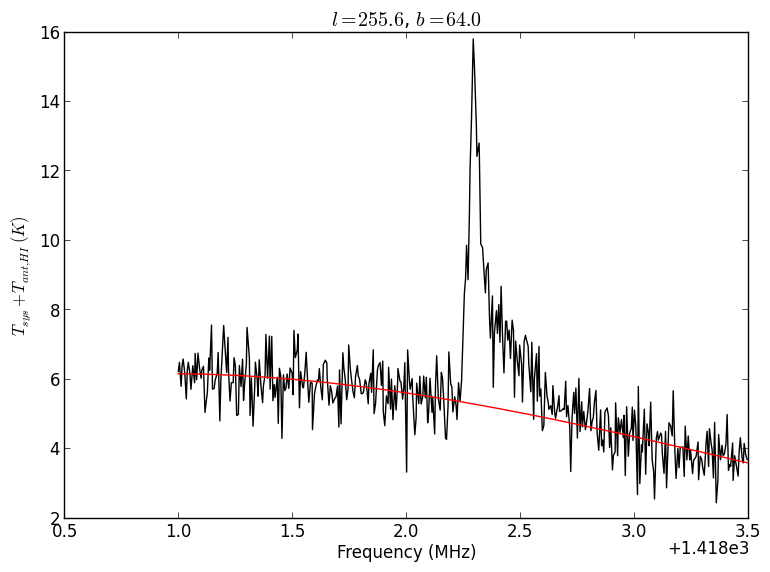 l = 255.6, b = 64.0
16
14
12
10
8
6
4
2
T_sys + T_ant,HI (K)
0.5 1.0 1.5 2.0 2.5 3.0 3.5
Frequency (MHz)
+1.418e3